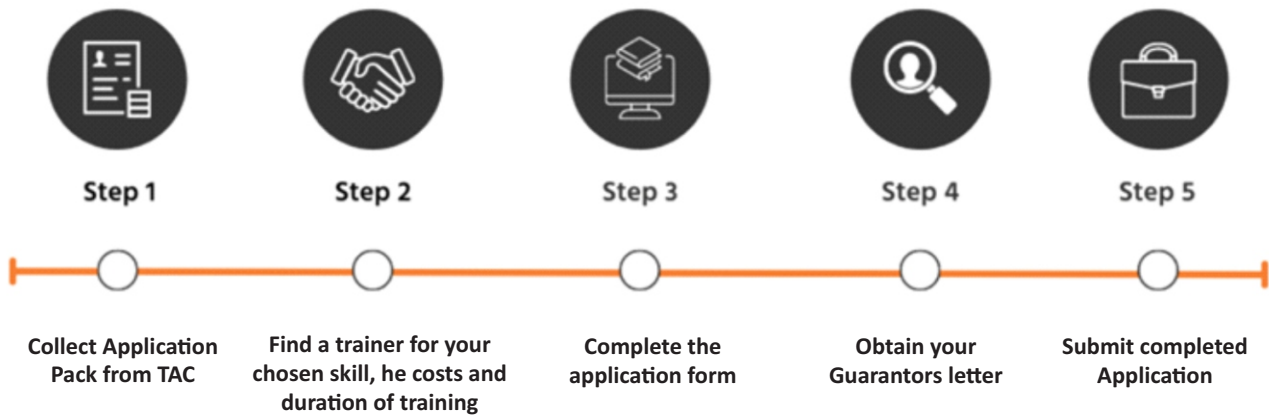 Step 1
Step 2
Step 3
Step 4
Step 5
Collect Application
Pack from TAC
Find a trainer for your
chosen skill, he costs and
duration of training
Complete the
application form
Obtain your
Guarantors letter
Submit completed
Application